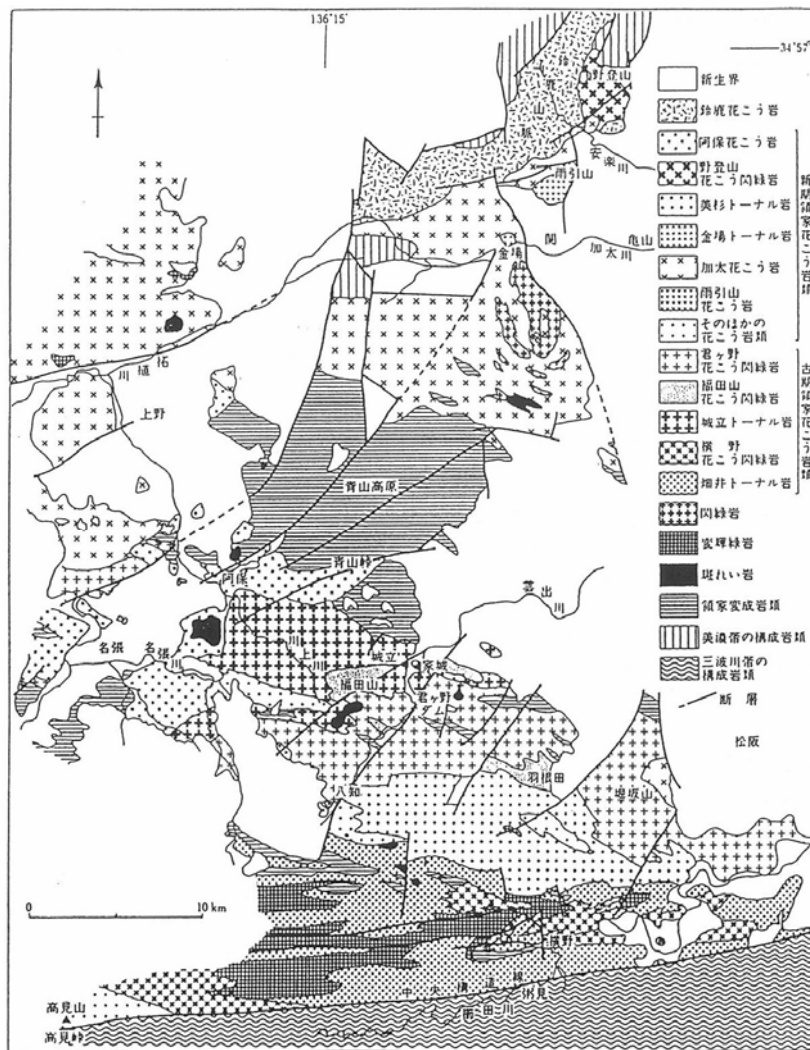 136°15'
34°57'
鈴鹿山脈
野登山
安楽川
雨引山
関
亀山
加太川
金場
柘植川
上野
青山高原
青山峠
阿保
雲出川
名張
名張川
川上川
城立
家城
福田山
君ヶ野ダム
羽根田
松阪
八知
堀坂山
0 10 km
横野
中央構造線
櫛田川
高見山
高見峠
新生界
鈴鹿花こう岩
阿保花こう岩
野登山
花こう閃緑岩
美杉トーナル岩
金場トーナル岩
加太花こう岩
雨引山
花こう岩
そのほかの
花こう岩類
君ヶ野
花こう閃緑岩
福田山
花こう閃緑岩
城立トーナル岩
横野
花こう閃緑岩
畑井トーナル岩
閃緑岩
変輝緑岩
斑れい岩
領家変成岩類
美濃帯の構成岩類
三波川帯の
構成岩類
断層
新期領家花こう岩類
古期領家花こう岩類